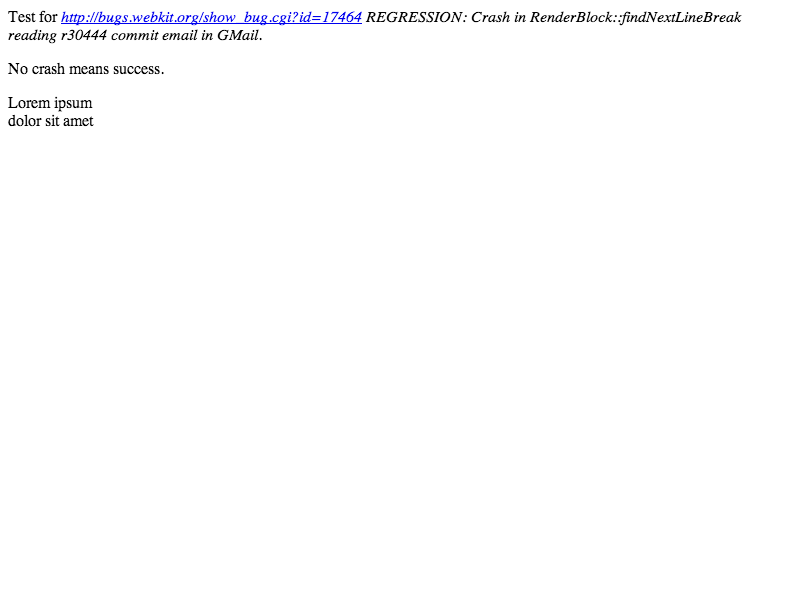 Test for http://bugs.webkit.org/show_bug.cgi?id=17464 REGRESSION: Crash in RenderBlock::findNextLineBreak
reading r30444 commit email in GMail.
No crash means success.
Lorem ipsum
dolor sit amet